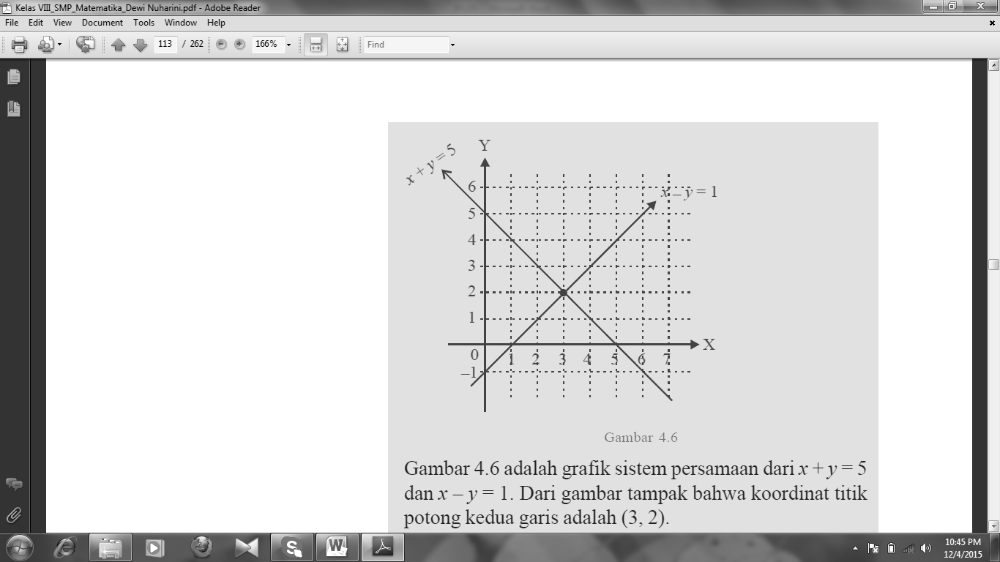 Kelas VIII_SMP_Matematika_Dewi Nuharini.pdf - Adobe Reader
File Edit View Document Tools Window Help
113 / 262 166% Find
Y
x + y = 5
6
x – y = 1
5
4
3
2
1
X
0 1 2 3 4 5 6 7
–1
Gambar 4.6
Gambar 4.6 adalah grafik sistem persamaan dari x + y = 5
dan x – y = 1. Dari gambar tampak bahwa koordinat titik
potong kedua garis adalah (3, 2).
10:45 PM
12/4/2015